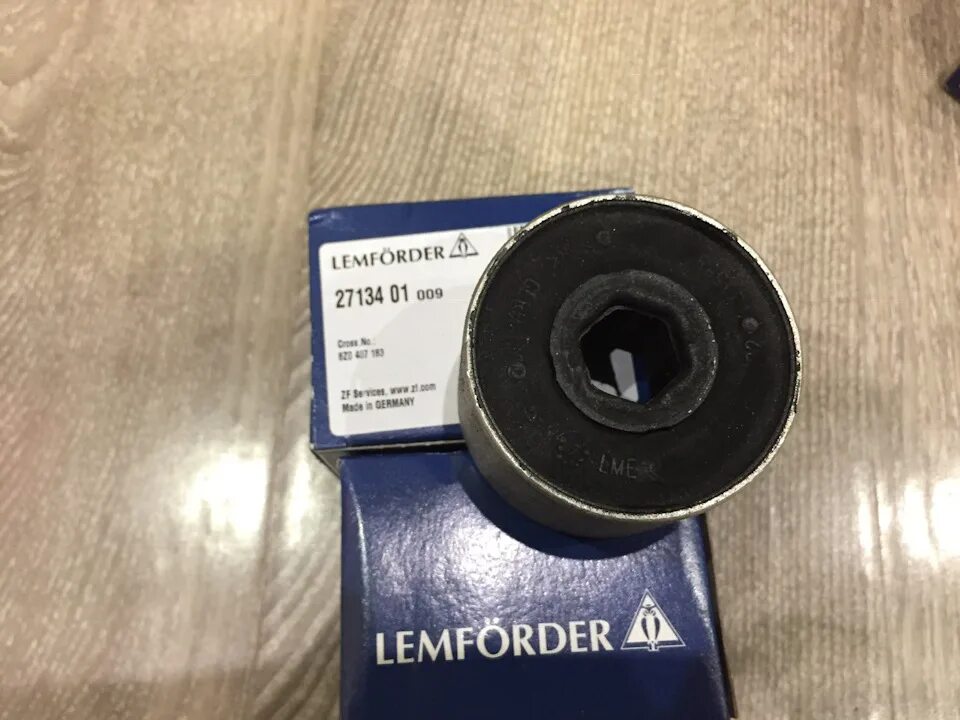 LEMFÖRDER
27134 01 009
Cross No.:
6Z0 407 183
ZF Services, www.zf.com
Made in GERMANY
LME
LEMFÖRDER